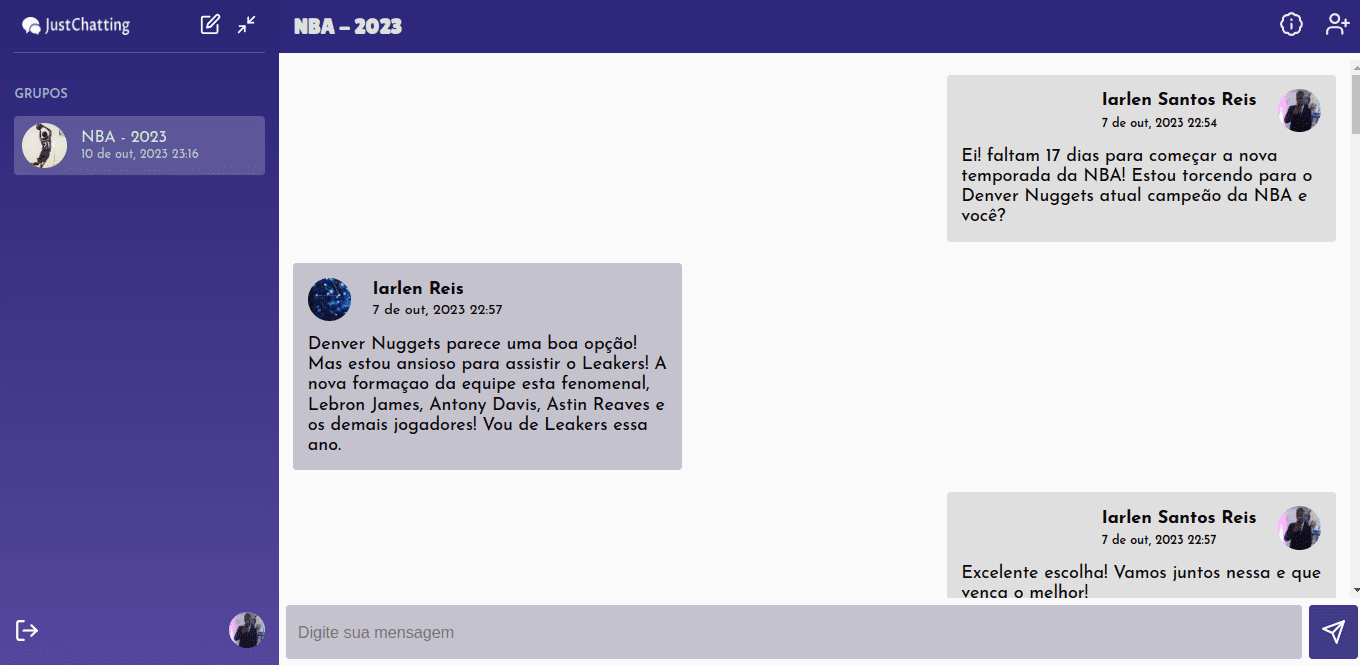 JustChatting
GRUPOS
NBA - 2023
10 de out, 2023 23:16
NBA – 2023
Iarlen Santos Reis
7 de out, 2023 22:54
Ei! faltam 17 dias para começar a nova
temporada da NBA! Estou torcendo para o
Denver Nuggets atual campeão da NBA e
você?
Iarlen Reis
7 de out, 2023 22:57
Denver Nuggets parece uma boa opção!
Mas estou ansioso para assistir o Leakers! A
nova formaçao da equipe esta fenomenal,
Lebron James, Antony Davis, Astin Reaves e
os demais jogadores! Vou de Leakers essa
ano.
Iarlen Santos Reis
7 de out, 2023 22:57
Excelente escolha! Vamos juntos nessa e que
vença o melhor!
Digite sua mensagem